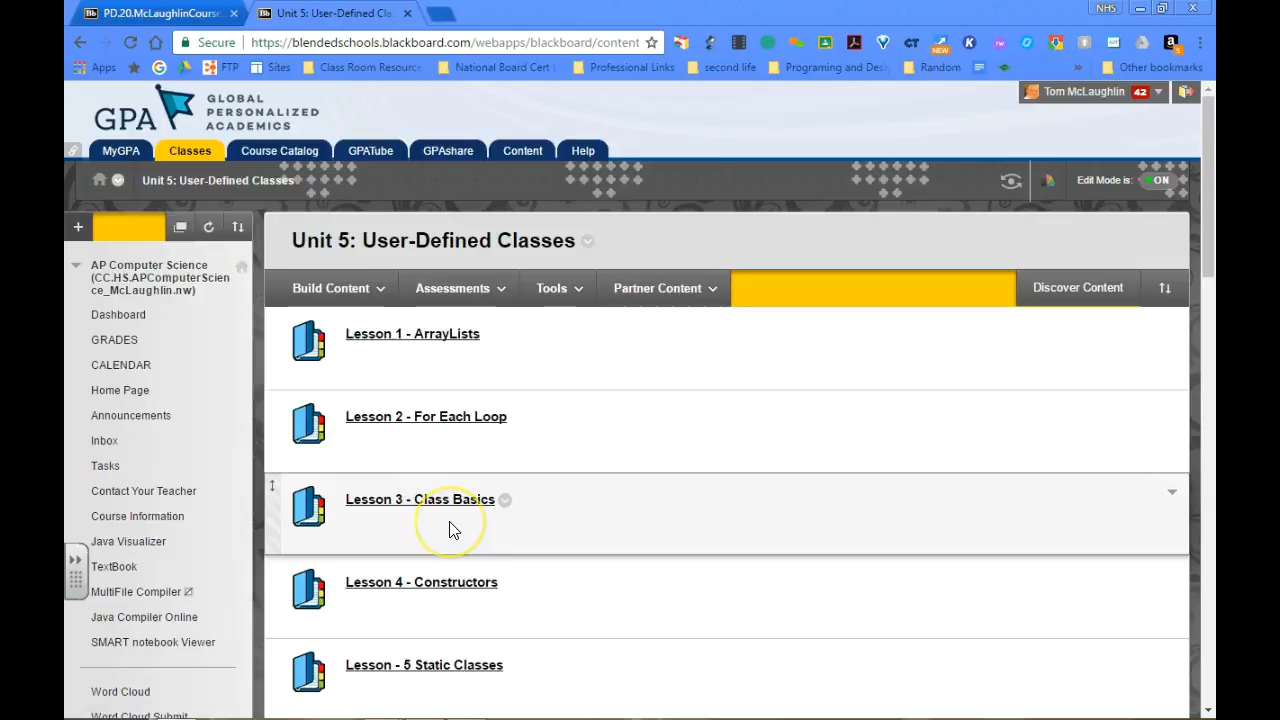 PD.20.McLaughlinCourse
Unit 5: User-Defined Cla
NHS
Secure
https://blendedschools.blackboard.com/webapps/blackboard/content
Apps
FTP
Sites
Class Room Resource
National Board Cert
Professional Links
second life
Programing and Des
Random
Other bookmarks
GPA
GLOBAL
PERSONALIZED
ACADEMICS
Tom McLaughlin 42
MyGPA
Classes
Course Catalog
GPATube
GPAshare
Content
Help
Unit 5: User-Defined Classes
Edit Mode is: ON
AP Computer Science
(CC.HS.APComputerScien
ce_McLaughlin.nw)
Dashboard
GRADES
CALENDAR
Home Page
Announcements
Inbox
Tasks
Contact Your Teacher
Course Information
Java Visualizer
TextBook
MultiFile Compiler
Java Compiler Online
SMART notebook Viewer
Word Cloud
Word Cloud Submit
Unit 5: User-Defined Classes
Build Content
Assessments
Tools
Partner Content
Discover Content
Lesson 1 - ArrayLists
Lesson 2 - For Each Loop
Lesson 3 - Class Basics
Lesson 4 - Constructors
Lesson - 5 Static Classes